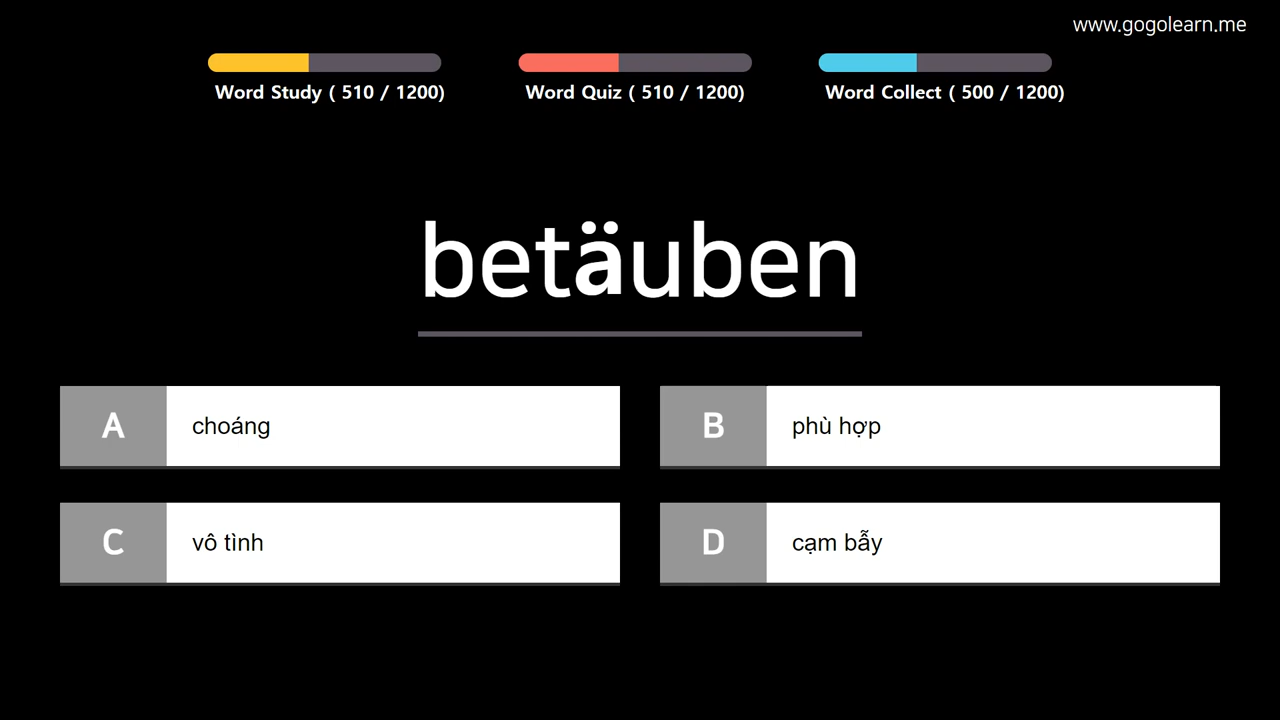 www.gogolearn.me
Word Study ( 510 / 1200)
Word Quiz ( 510 / 1200)
Word Collect ( 500 / 1200)
betäuben
A choáng
B phù hợp
C vô tình
D cạm bẫy